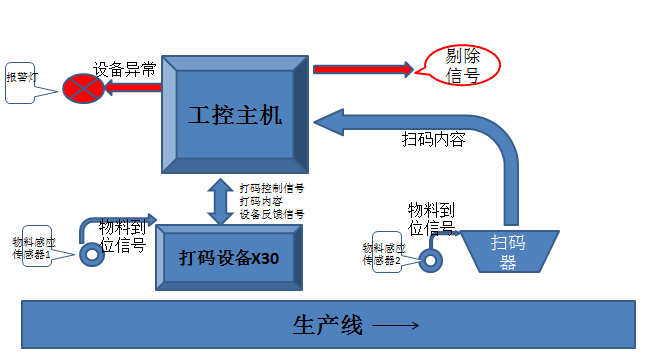 设备异常
剔除
信号
报警灯
工控主机
扫码内容
打码控制信号
打码内容
设备反馈信号
物料到
位信号
物料感应
传感器1
打码设备X30
物料到
位信号
物料感应
传感器2
扫码
器
生产线